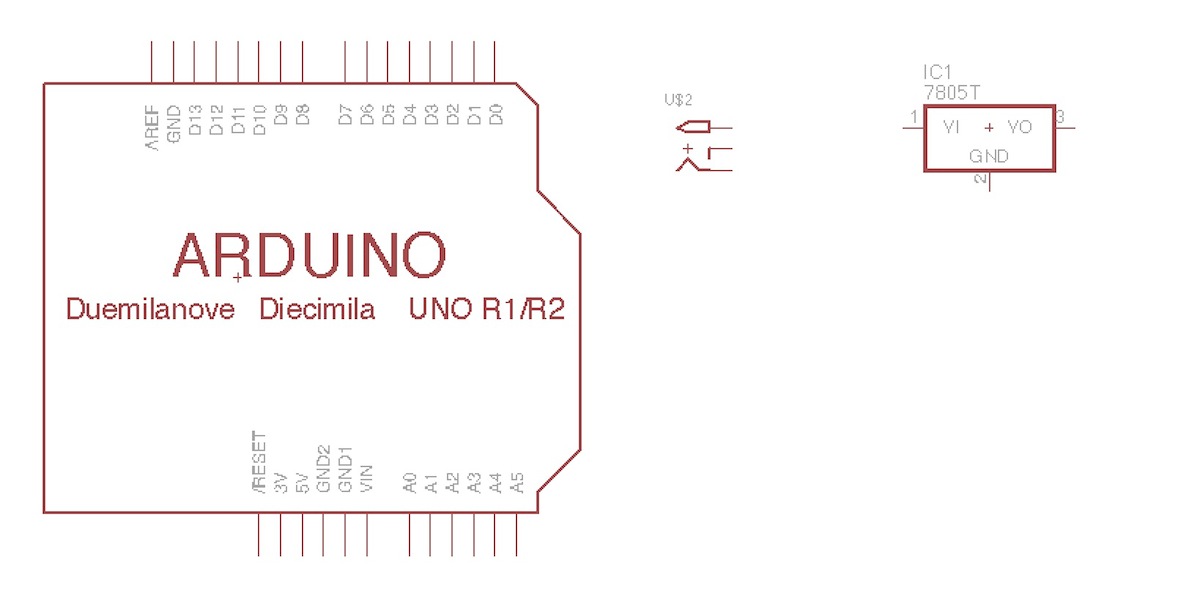 AREF
GND
D13
D12
D11
D10
D9
D8
D7
D6
D5
D4
D3
D2
D1
D0
ARDUINO
Duemilanove Diecimila UNO R1/R2
/RESET
3V
5V
GND2
GND1
VIN
A0
A1
A2
A3
A4
A5
U$2
IC1
7805T
1
VI + VO
3
GND
2